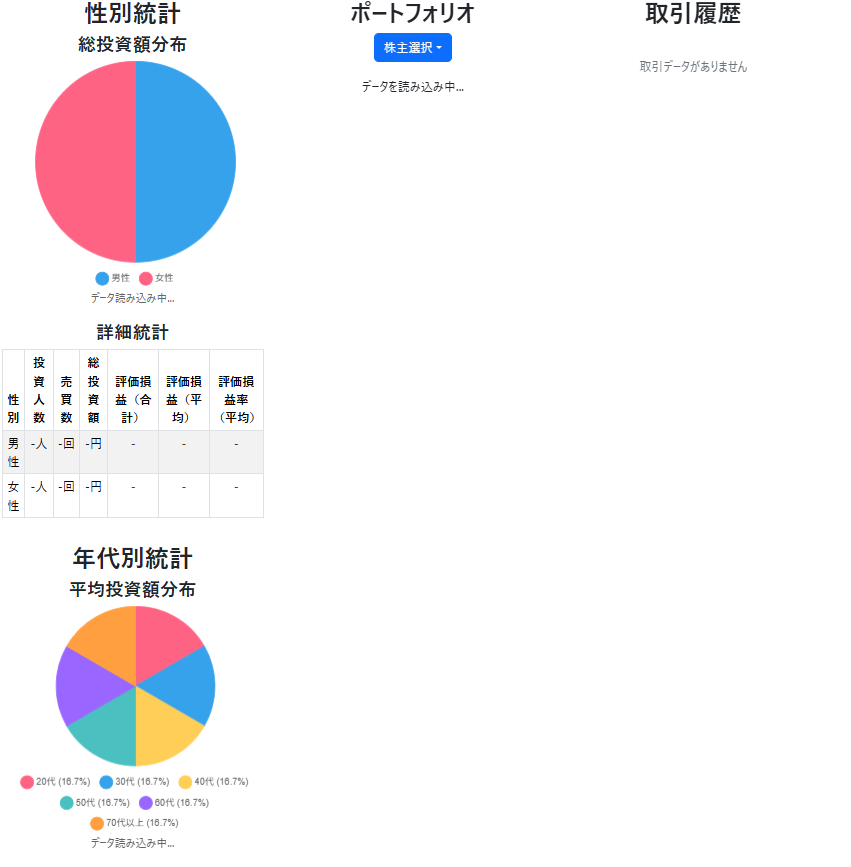 性別統計
総投資額分布
男性 女性
データ読み込み中...
詳細統計
性別 投資人数 売買数 総投資額 評価損益（合計） 評価損益（平均） 評価損益率（平均）
男性 -人 -回 -円 - - -
女性 -人 -回 -円 - - -
年代別統計
平均投資額分布
20代 (16.7%) 30代 (16.7%) 40代 (16.7%)
50代 (16.7%) 60代 (16.7%)
70代以上 (16.7%)
データ読み込み中...
ポートフォリオ
株主選択
データを読み込み中...
取引履歴
取引データがありません